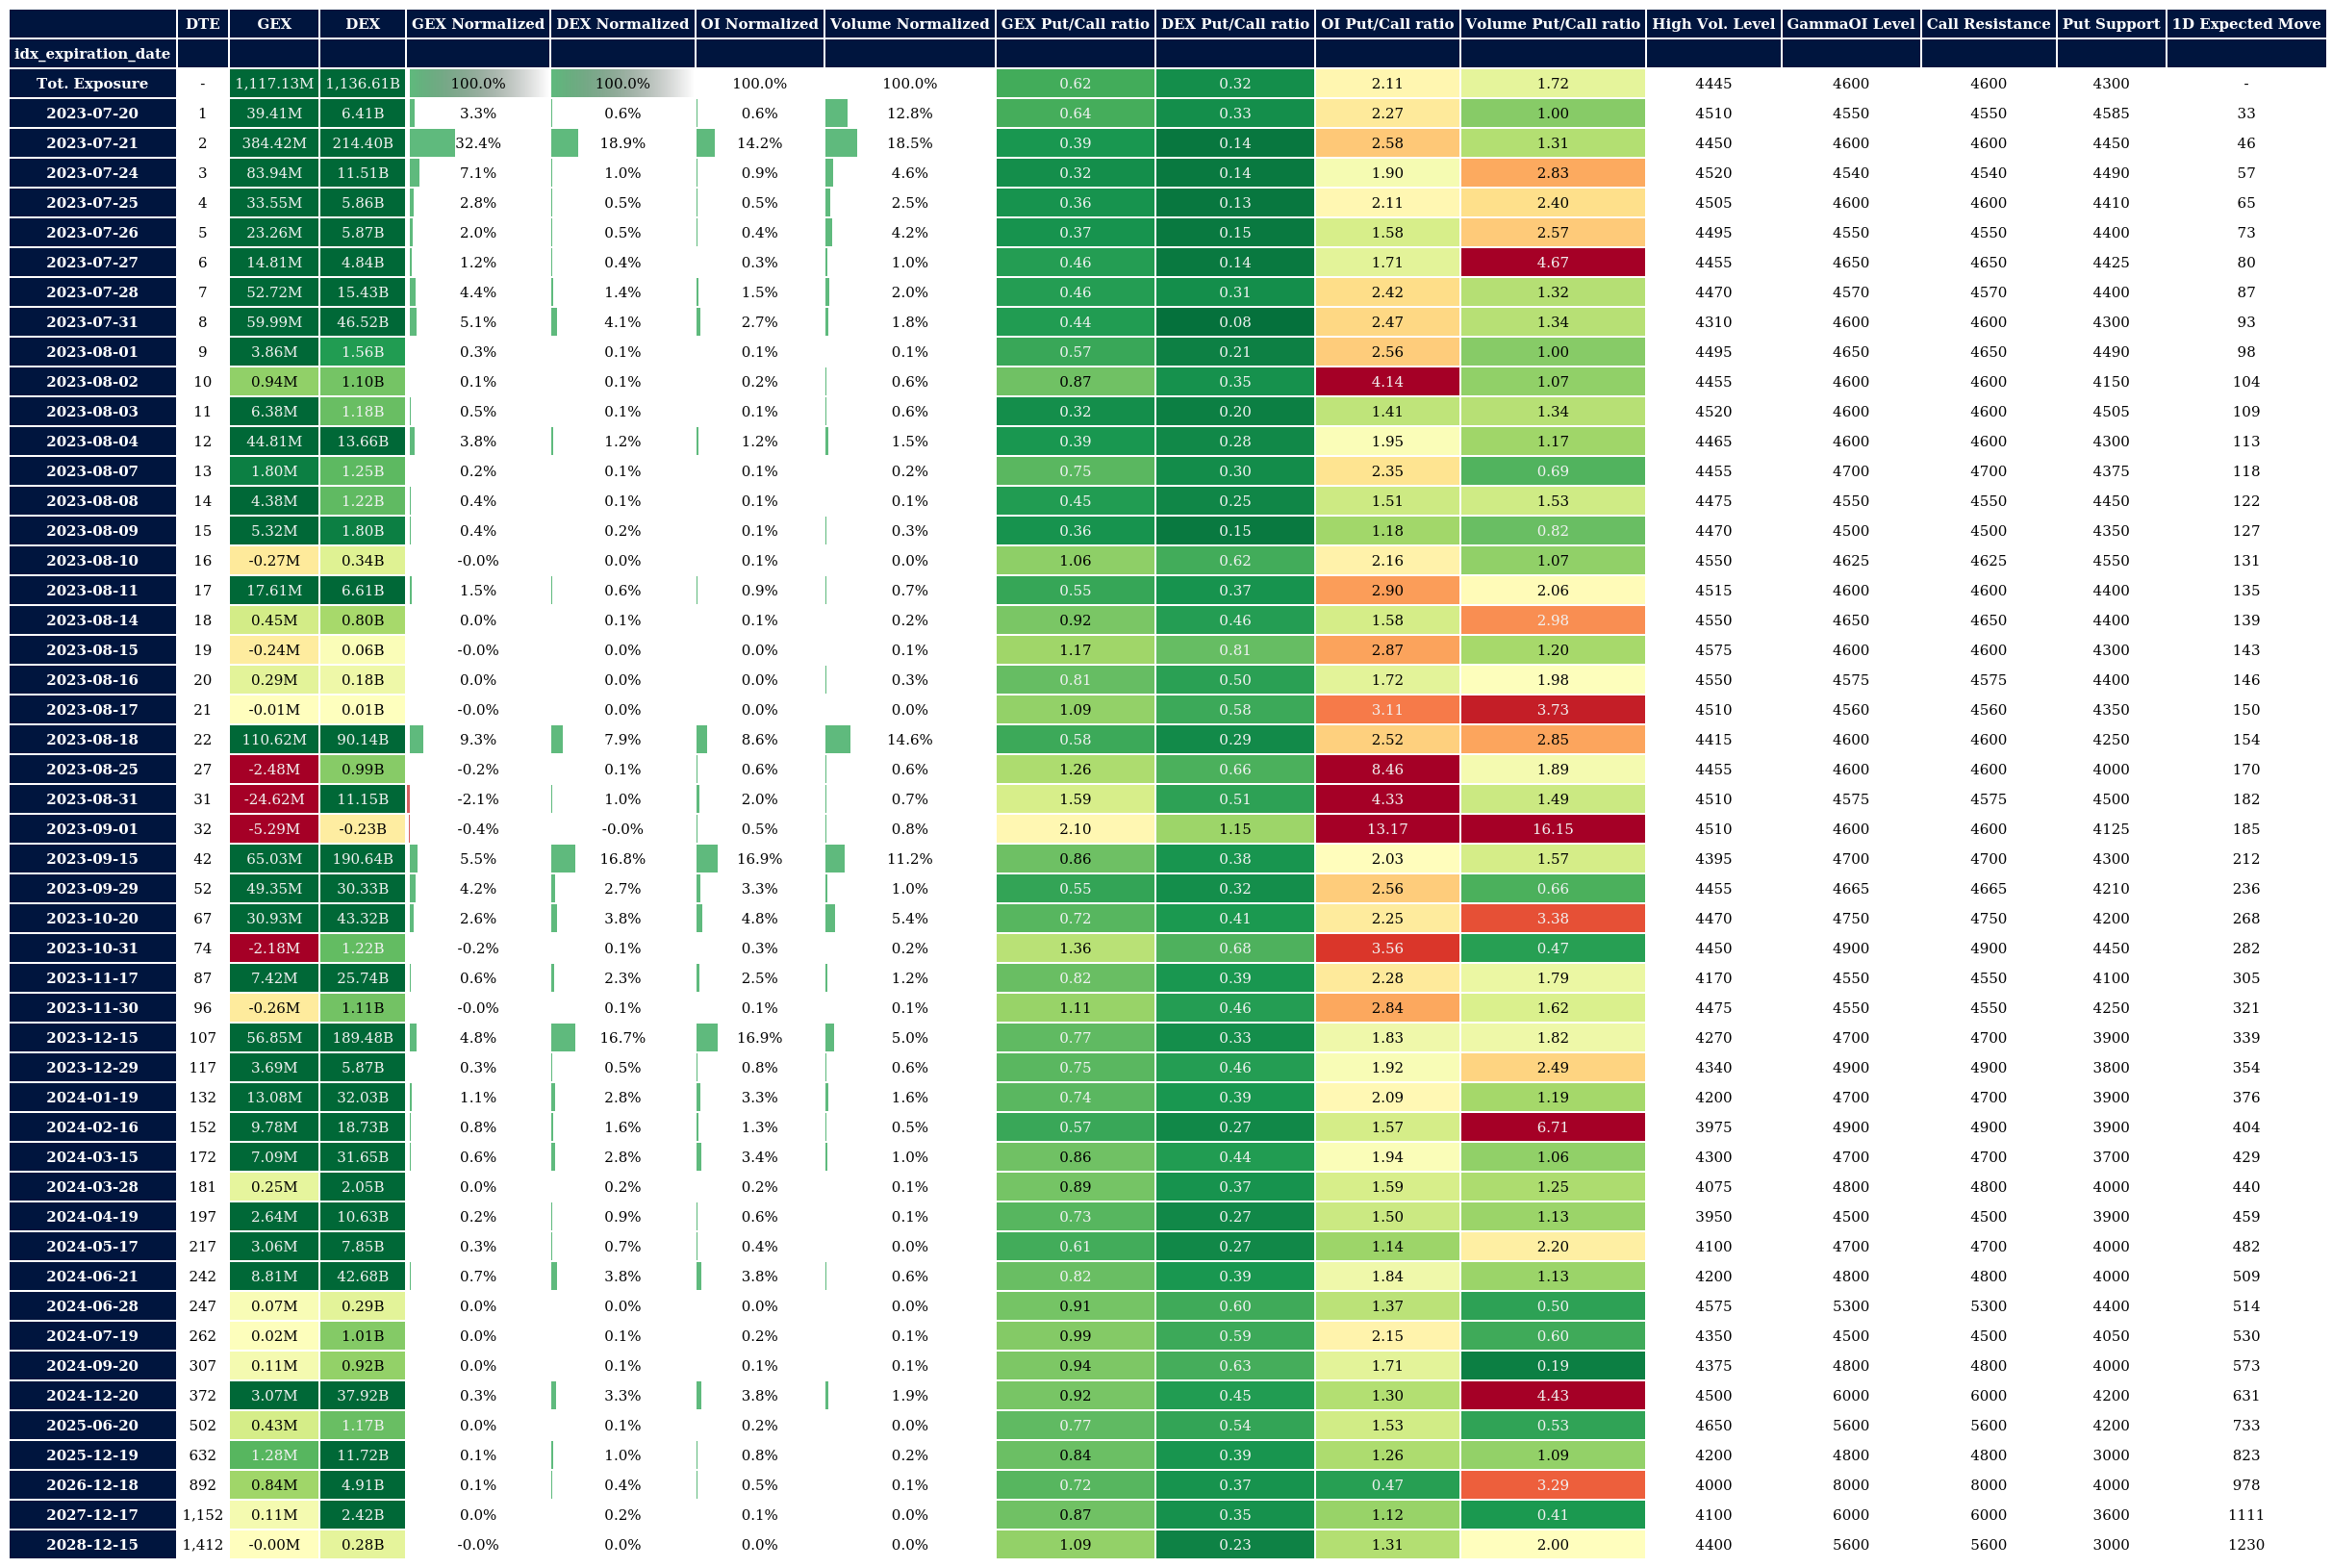 DTE GEX DEX GEX Normalized DEX Normalized OI Normalized Volume Normalized GEX Put/Call ratio DEX Put/Call ratio OI Put/Call ratio Volume Put/Call ratio High Vol. Level GammaOI Level Call Resistance Put Support 1D Expected Move
idx_expiration_date
Tot. Exposure - 1,117.13M 1,136.61B 100.0% 100.0% 100.0% 100.0% 0.62 0.32 2.11 1.72 4445 4600 4600 4300 -
2023-07-20 1 39.41M 6.41B 3.3% 0.6% 0.6% 12.8% 0.64 0.33 2.27 1.00 4510 4550 4550 4585 33
2023-07-21 2 384.42M 214.40B 32.4% 18.9% 14.2% 18.5% 0.39 0.14 2.58 1.31 4450 4600 4600 4450 46
2023-07-24 3 83.94M 11.51B 7.1% 1.0% 0.9% 4.6% 0.32 0.14 1.90 2.83 4520 4540 4540 4490 57
2023-07-25 4 33.55M 5.86B 2.8% 0.5% 0.5% 2.5% 0.36 0.13 2.11 2.40 4505 4600 4600 4410 65
2023-07-26 5 23.26M 5.87B 2.0% 0.5% 0.4% 4.2% 0.37 0.15 1.58 2.57 4495 4550 4550 4400 73
2023-07-27 6 14.81M 4.84B 1.2% 0.4% 0.3% 1.0% 0.46 0.14 1.71 4.67 4455 4650 4650 4425 80
2023-07-28 7 52.72M 15.43B 4.4% 1.4% 1.5% 2.0% 0.46 0.31 2.42 1.32 4470 4570 4570 4400 87
2023-07-31 8 59.99M 46.52B 5.1% 4.1% 2.7% 1.8% 0.44 0.08 2.47 1.34 4310 4600 4600 4300 93
2023-08-01 9 3.86M 1.56B 0.3% 0.1% 0.1% 0.1% 0.57 0.21 2.56 1.00 4495 4650 4650 4490 98
2023-08-02 10 0.94M 1.10B 0.1% 0.1% 0.2% 0.6% 0.87 0.35 4.14 1.07 4455 4600 4600 4150 104
2023-08-03 11 6.38M 1.18B 0.5% 0.1% 0.1% 0.6% 0.32 0.20 1.41 1.34 4520 4600 4600 4505 109
2023-08-04 12 44.81M 13.66B 3.8% 1.2% 1.2% 1.5% 0.39 0.28 1.95 1.17 4465 4600 4600 4300 113
2023-08-07 13 1.80M 1.25B 0.2% 0.1% 0.1% 0.2% 0.75 0.30 2.35 0.69 4455 4700 4700 4375 118
2023-08-08 14 4.38M 1.22B 0.4% 0.1% 0.1% 0.1% 0.45 0.25 1.51 1.53 4475 4550 4550 4450 122
2023-08-09 15 5.32M 1.80B 0.4% 0.2% 0.1% 0.3% 0.36 0.15 1.18 0.82 4470 4500 4500 4350 127
2023-08-10 16 -0.27M 0.34B -0.0% 0.0% 0.1% 0.0% 1.06 0.62 2.16 1.07 4550 4625 4625 4550 131
2023-08-11 17 17.61M 6.61B 1.5% 0.6% 0.9% 0.7% 0.55 0.37 2.90 2.06 4515 4600 4600 4400 135
2023-08-14 18 0.45M 0.80B 0.0% 0.1% 0.1% 0.2% 0.92 0.46 1.58 2.98 4550 4650 4650 4400 139
2023-08-15 19 -0.24M 0.06B -0.0% 0.0% 0.0% 0.1% 1.17 0.81 2.87 1.20 4575 4600 4600 4300 143
2023-08-16 20 0.29M 0.18B 0.0% 0.0% 0.0% 0.3% 0.81 0.50 1.72 1.98 4550 4575 4575 4400 146
2023-08-17 21 -0.01M 0.01B -0.0% 0.0% 0.0% 0.0% 1.09 0.58 3.11 3.73 4510 4560 4560 4350 150
2023-08-18 22 110.62M 90.14B 9.3% 7.9% 8.6% 14.6% 0.58 0.29 2.52 2.85 4415 4600 4600 4250 154
2023-08-25 27 -2.48M 0.99B -0.2% 0.1% 0.6% 0.6% 1.26 0.66 8.46 1.89 4455 4600 4600 4000 170
2023-08-31 31 -24.62M 11.15B -2.1% 1.0% 2.0% 0.7% 1.59 0.51 4.33 1.49 4510 4575 4575 4500 182
2023-09-01 32 -5.29M -0.23B -0.4% -0.0% 0.5% 0.8% 2.10 1.15 13.17 16.15 4510 4600 4600 4125 185
2023-09-15 42 65.03M 190.64B 5.5% 16.8% 16.9% 11.2% 0.86 0.38 2.03 1.57 4395 4700 4700 4300 212
2023-09-29 52 49.35M 30.33B 4.2% 2.7% 3.3% 1.0% 0.55 0.32 2.56 0.66 4455 4665 4665 4210 236
2023-10-20 67 30.93M 43.32B 2.6% 3.8% 4.8% 5.4% 0.72 0.41 2.25 3.38 4470 4750 4750 4200 268
2023-10-31 74 -2.18M 1.22B -0.2% 0.1% 0.3% 0.2% 1.36 0.68 3.56 0.47 4450 4900 4900 4450 282
2023-11-17 87 7.42M 25.74B 0.6% 2.3% 2.5% 1.2% 0.82 0.39 2.28 1.79 4170 4550 4550 4100 305
2023-11-30 96 -0.26M 1.11B -0.0% 0.1% 0.1% 0.1% 1.11 0.46 2.84 1.62 4475 4550 4550 4250 321
2023-12-15 107 56.85M 189.48B 4.8% 16.7% 16.9% 5.0% 0.77 0.33 1.83 1.82 4270 4700 4700 3900 339
2023-12-29 117 3.69M 5.87B 0.3% 0.5% 0.8% 0.6% 0.75 0.46 1.92 2.49 4340 4900 4900 3800 354
2024-01-19 132 13.08M 32.03B 1.1% 2.8% 3.3% 1.6% 0.74 0.39 2.09 1.19 4200 4700 4700 3900 376
2024-02-16 152 9.78M 18.73B 0.8% 1.6% 1.3% 0.5% 0.57 0.27 1.57 6.71 3975 4900 4900 3900 404
2024-03-15 172 7.09M 31.65B 0.6% 2.8% 3.4% 1.0% 0.86 0.44 1.94 1.06 4300 4700 4700 3700 429
2024-03-28 181 0.25M 2.05B 0.0% 0.2% 0.2% 0.1% 0.89 0.37 1.59 1.25 4075 4800 4800 4000 440
2024-04-19 197 2.64M 10.63B 0.2% 0.9% 0.6% 0.1% 0.73 0.27 1.50 1.13 3950 4500 4500 3900 459
2024-05-17 217 3.06M 7.85B 0.3% 0.7% 0.4% 0.0% 0.61 0.27 1.14 2.20 4100 4700 4700 4000 482
2024-06-21 242 8.81M 42.68B 0.7% 3.8% 3.8% 0.6% 0.82 0.39 1.84 1.13 4200 4800 4800 4000 509
2024-06-28 247 0.07M 0.29B 0.0% 0.0% 0.0% 0.0% 0.91 0.60 1.37 0.50 4575 5300 5300 4400 514
2024-07-19 262 0.02M 1.01B 0.0% 0.1% 0.2% 0.1% 0.99 0.59 2.15 0.60 4350 4500 4500 4050 530
2024-09-20 307 0.11M 0.92B 0.0% 0.1% 0.1% 0.1% 0.94 0.63 1.71 0.19 4375 4800 4800 4000 573
2024-12-20 372 3.07M 37.92B 0.3% 3.3% 3.8% 1.9% 0.92 0.45 1.30 4.43 4500 6000 6000 4200 631
2025-06-20 502 0.43M 1.17B 0.0% 0.1% 0.2% 0.0% 0.77 0.54 1.53 0.53 4650 5600 5600 4200 733
2025-12-19 632 1.28M 11.72B 0.1% 1.0% 0.8% 0.2% 0.84 0.39 1.26 1.09 4200 4800 4800 3000 823
2026-12-18 892 0.84M 4.91B 0.1% 0.4% 0.5% 0.1% 0.72 0.37 0.47 3.29 4000 8000 8000 4000 978
2027-12-17 1,152 0.11M 2.42B 0.0% 0.2% 0.1% 0.0% 0.87 0.35 1.12 0.41 4100 6000 6000 3600 1111
2028-12-15 1,412 -0.00M 0.28B -0.0% 0.0% 0.0% 0.0% 1.09 0.23 1.31 2.00 4400 5600 5600 3000 1230